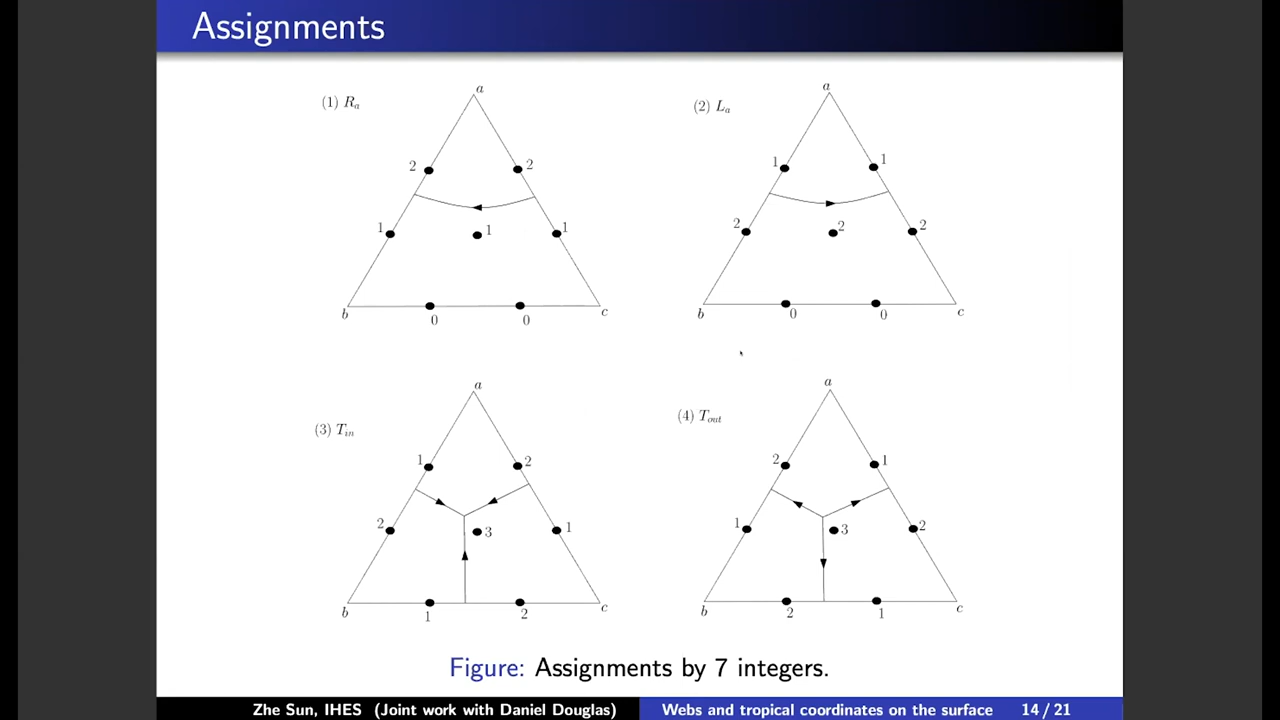 Assignments
(1) R_a
a
2
2
1
1
1
b
0
0
c
(2) L_a
a
1
1
2
2
2
b
0
0
c
(3) T_in
a
1
2
2
3
1
b
1
2
c
(4) T_out
a
2
1
1
3
2
b
2
1
c
Figure: Assignments by 7 integers.
Zhe Sun, IHES (Joint work with Daniel Douglas) Webs and tropical coordinates on the surface 14 / 21